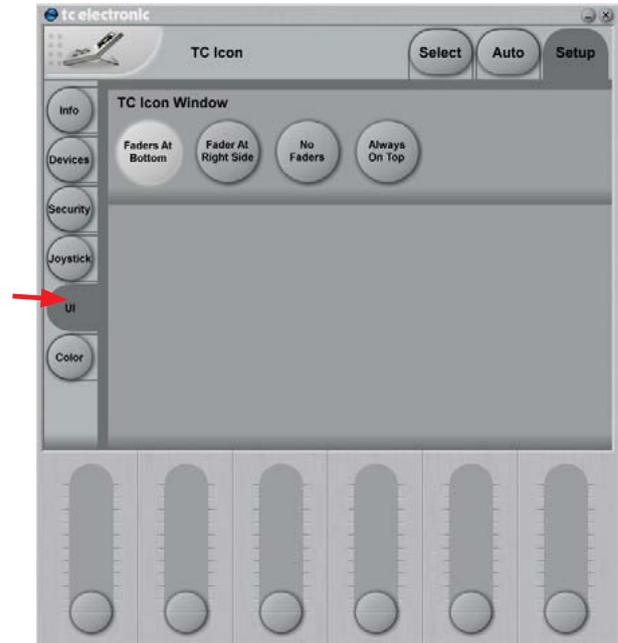 tc electronic
TC Icon
Select
Auto
Setup
Info
Devices
Security
Joystick
UI
Color
TC Icon Window
Faders At
Bottom
Fader At
Right Side
No
Faders
Always
On Top